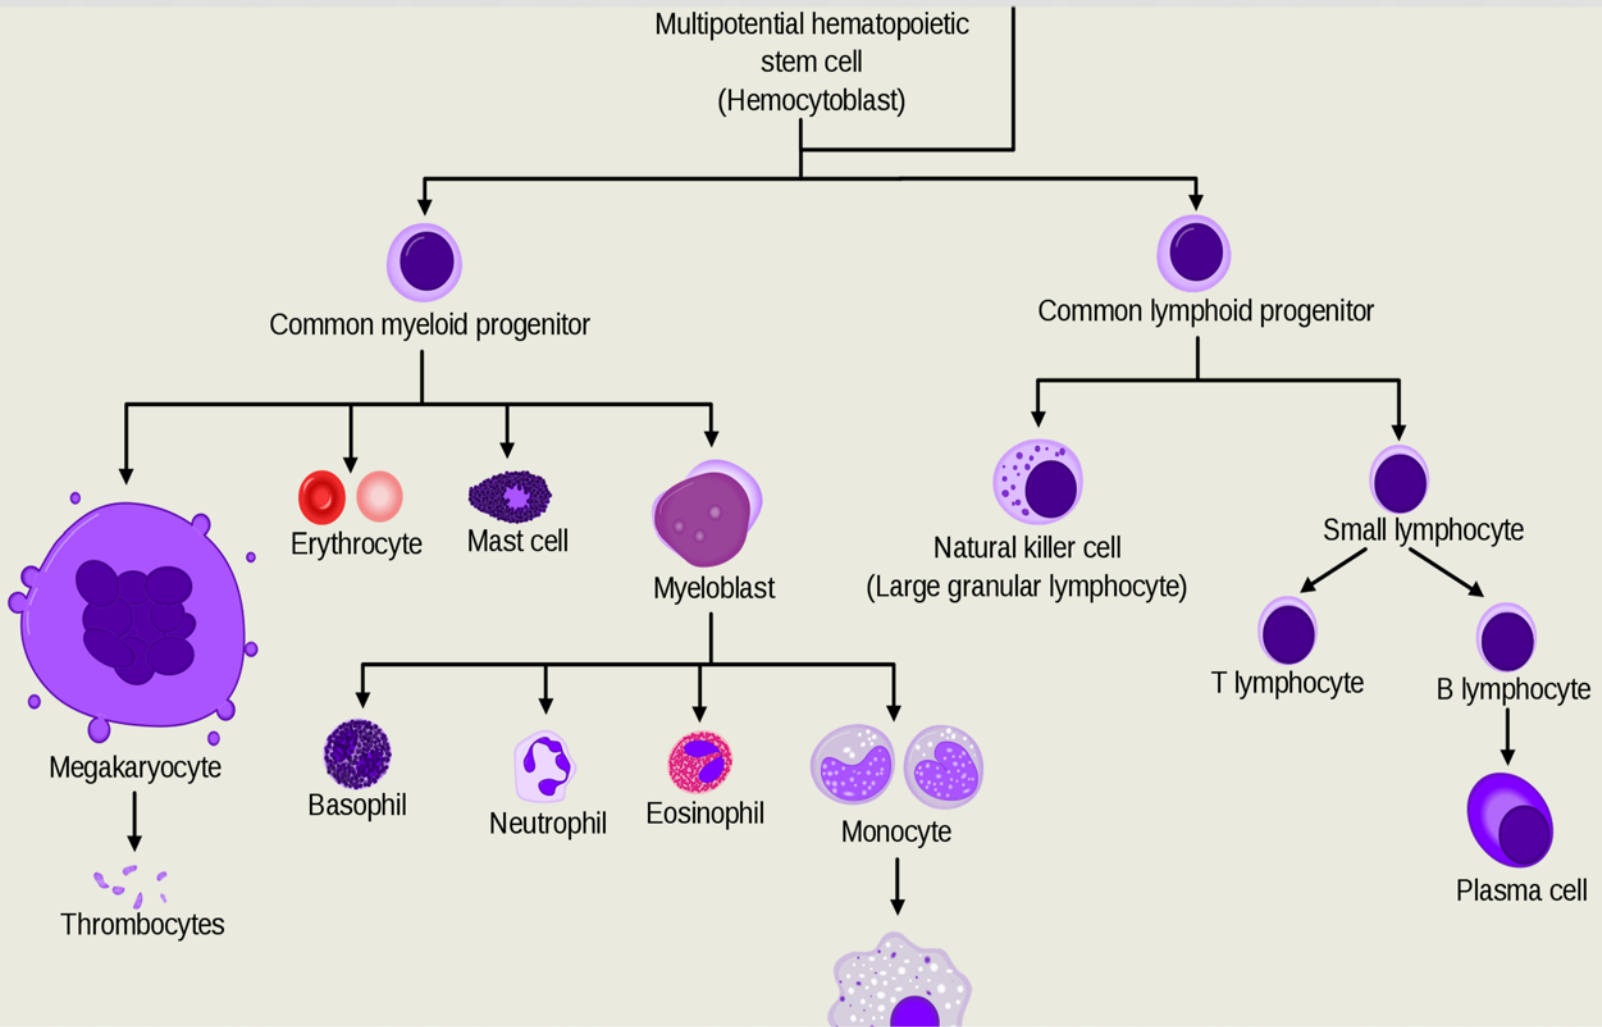 Multipotential hematopoietic
stem cell
(Hemocytoblast)
Common myeloid progenitor
Common lymphoid progenitor
Erythrocyte
Mast cell
Myeloblast
Natural killer cell
(Large granular lymphocyte)
Small lymphocyte
T lymphocyte
B lymphocyte
Megakaryocyte
Basophil
Neutrophil
Eosinophil
Monocyte
Plasma cell
Thrombocytes